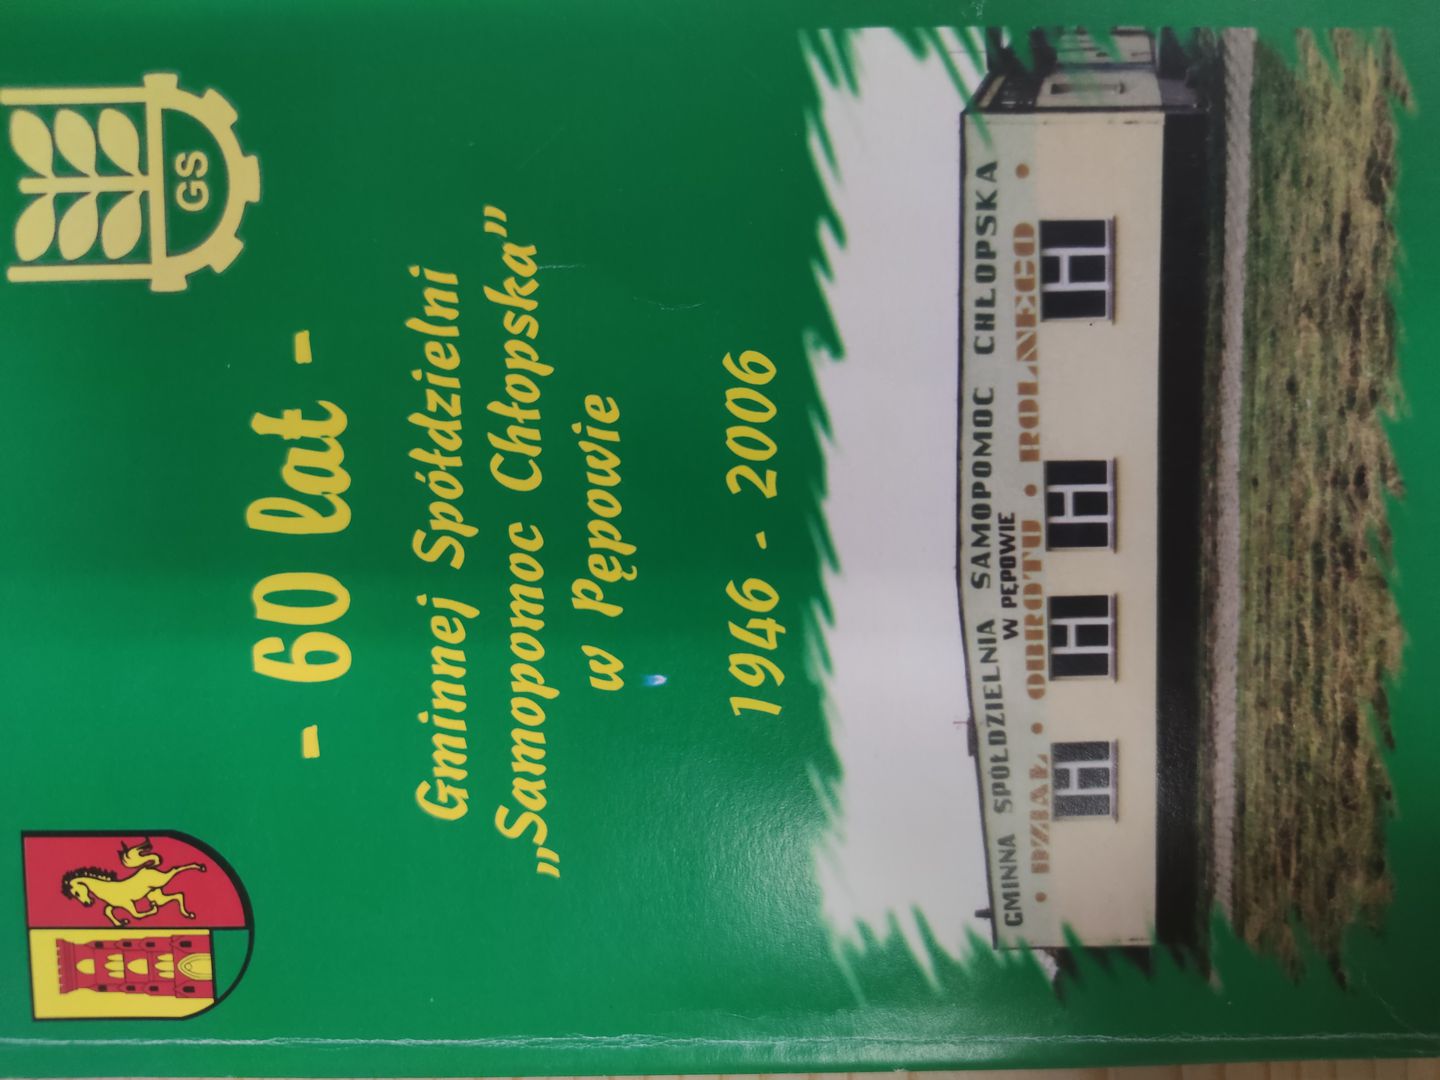 GS
- 60 lat -
Gminnej Spółdzielni
„Samopomoc Chłopska”
w Pępowie
1946 - 2006
GMINNA SPÓŁDZIELNIA SAMOPOMOC CHŁOPSKA
W PĘPOWIE
• DZIAŁ • OBROTU • ROLNEGO •